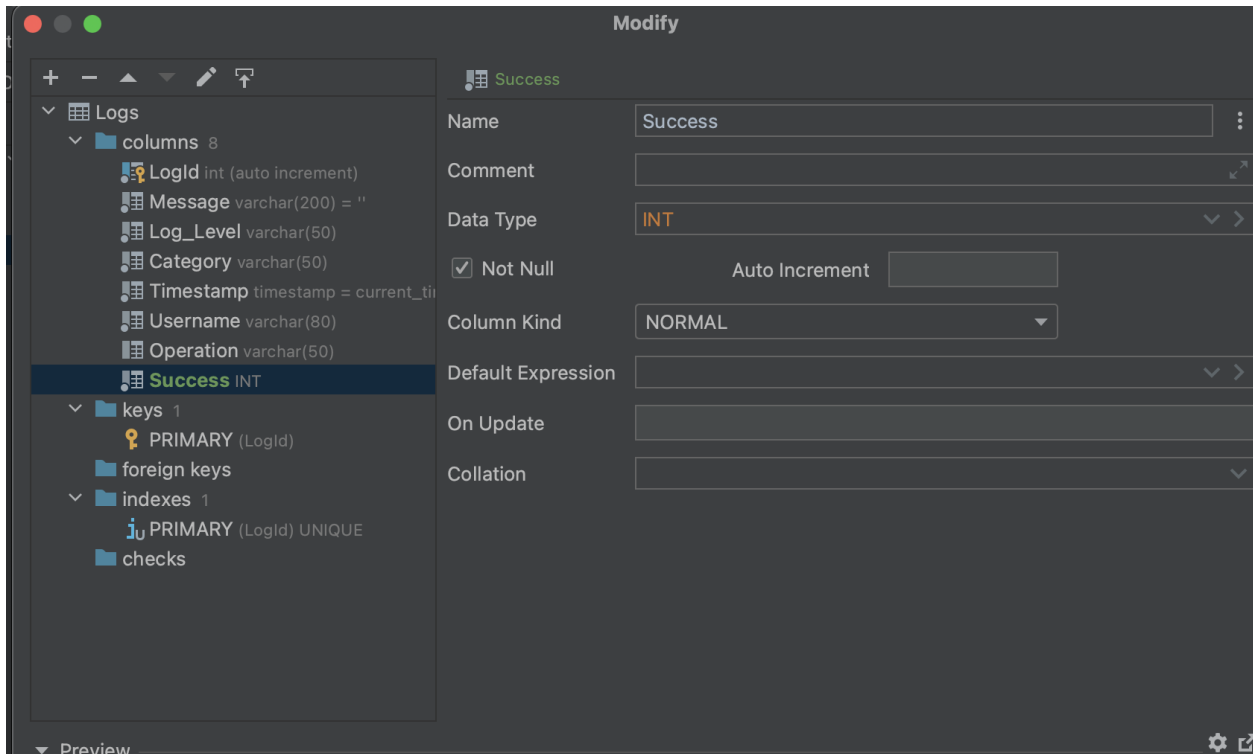 Modify
Logs
columns 8
LogId int (auto increment)
Message varchar(200) = ''
Log_Level varchar(50)
Category varchar(50)
Timestamp timestamp = current_ti
Username varchar(80)
Operation varchar(50)
Success INT
keys 1
PRIMARY (LogId)
foreign keys
indexes 1
PRIMARY (LogId) UNIQUE
checks
Success
Name Success
Comment
Data Type INT
Not Null Auto Increment
Column Kind NORMAL
Default Expression
On Update
Collation
Preview